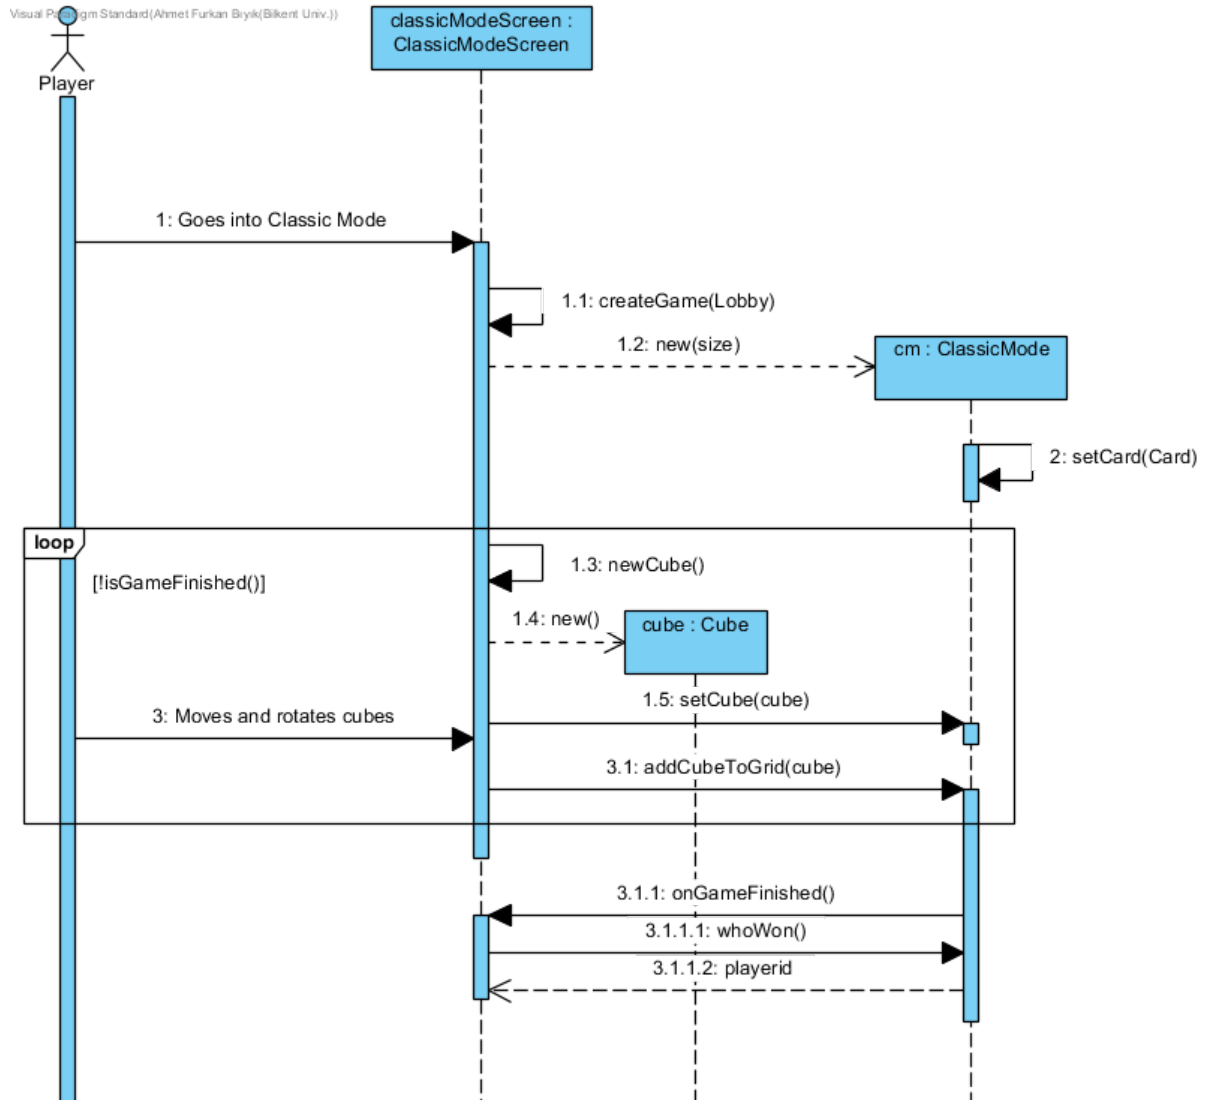 Visual Paradigm Standard(Ahmet Furkan Bıyık(Bilkent Univ.))
Player
classicModeScreen :
ClassicModeScreen
1: Goes into Classic Mode
1.1: createGame(Lobby)
1.2: new(size)
cm : ClassicMode
2: setCard(Card)
loop
[!isGameFinished()]
1.3: newCube()
1.4: new()
cube : Cube
1.5: setCube(cube)
3: Moves and rotates cubes
3.1: addCubeToGrid(cube)
3.1.1: onGameFinished()
3.1.1.1: whoWon()
3.1.1.2: playerid